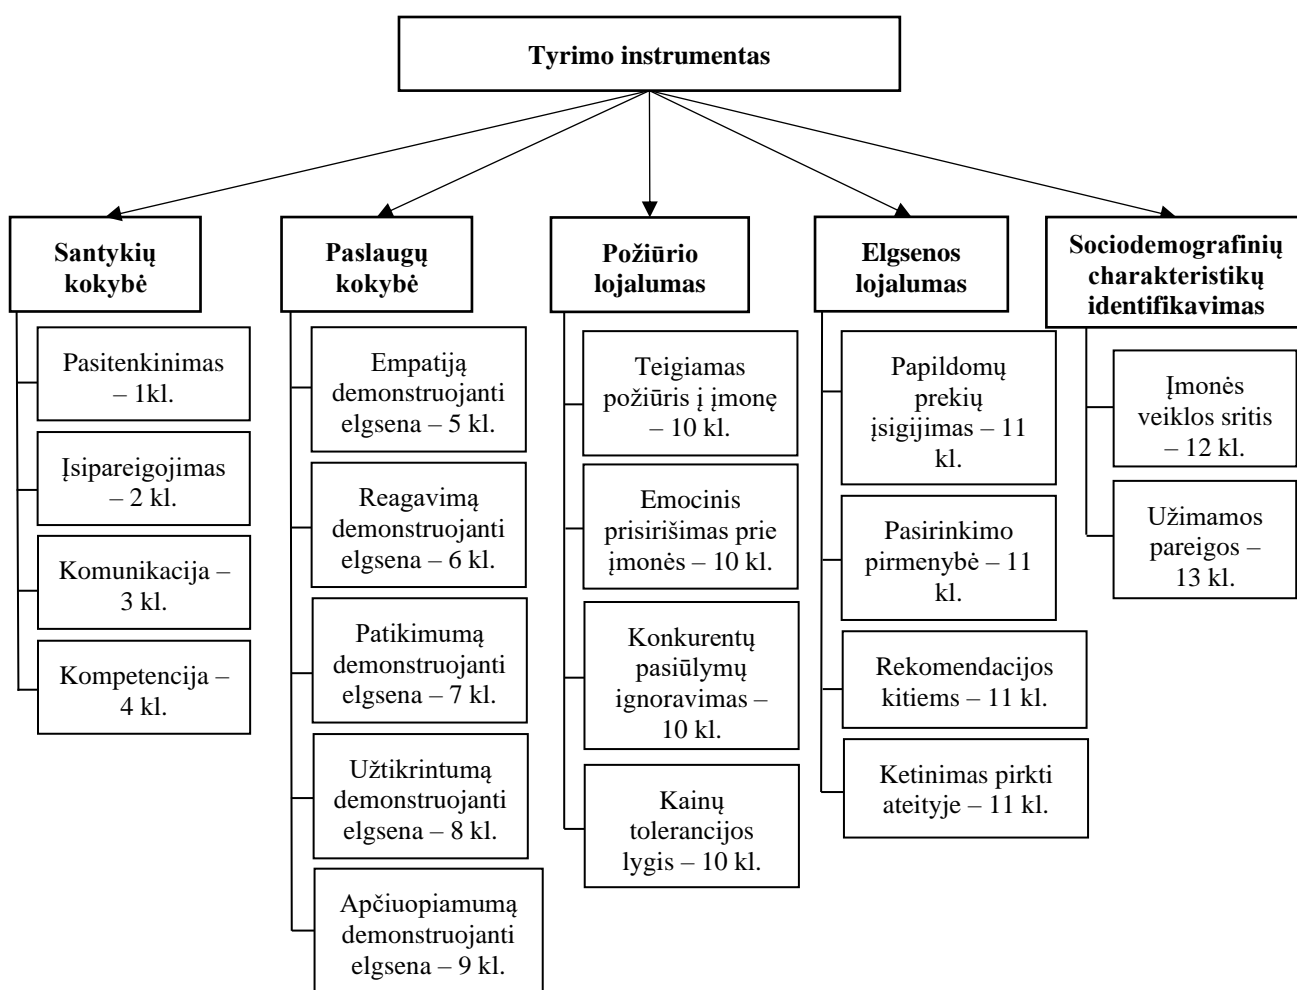 Tyrimo instrumentas
Santykių
kokybė
Pasitenkinimas
– 1kl.
Įsipareigojimas
– 2 kl.
Komunikacija –
3 kl.
Kompetencija –
4 kl.
Paslaugų
kokybė
Empatiją
demonstruojanti
elgsena – 5 kl.
Reagavimą
demonstruojanti
elgsena – 6 kl.
Patikimumą
demonstruojanti
elgsena – 7 kl.
Užtikrintumą
demonstruojanti
elgsena – 8 kl.
Apčiuopiamumą
demonstruojanti
elgsena – 9 kl.
Požiūrio
lojalumas
Teigiamas
požiūris į įmonę
– 10 kl.
Emocinis
prisirišimas prie
įmonės – 10 kl.
Konkurentų
pasiūlymų
ignoravimas –
10 kl.
Kainų
tolerancijos
lygis – 10 kl.
Elgsenos
lojalumas
Papildomų
prekių
įsigijimas – 11
kl.
Pasirinkimo
pirmenybė – 11
kl.
Rekomendacijos
kitiems – 11 kl.
Ketinimas pirkti
ateityje – 11 kl.
Sociodemografinių
charakteristikų
identifikavimas
Įmonės
veiklos sritis
– 12 kl.
Užimamos
pareigos –
13 kl.